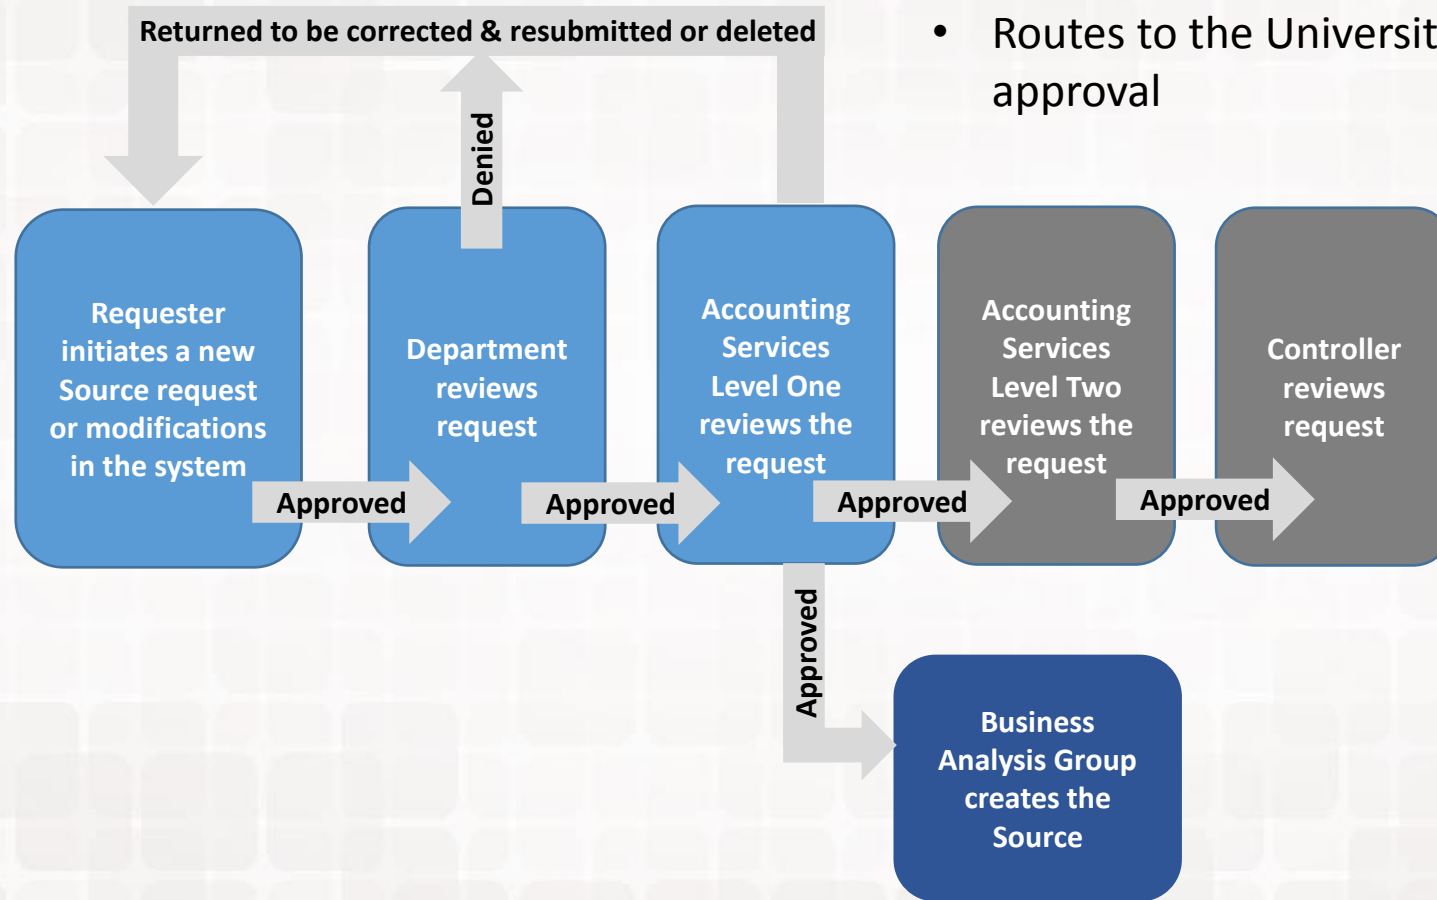 Returned to be corrected & resubmitted or deleted
• Routes to the Universit
approval
Denied
Requester
initiates a new
Source request
or modifications
in the system
Department
reviews
request
Accounting
Services
Level One
reviews the
request
Accounting
Services
Level Two
reviews the
request
Controller
reviews
request
Approved
Approved
Approved
Approved
Approved
Business
Analysis Group
creates the
Source